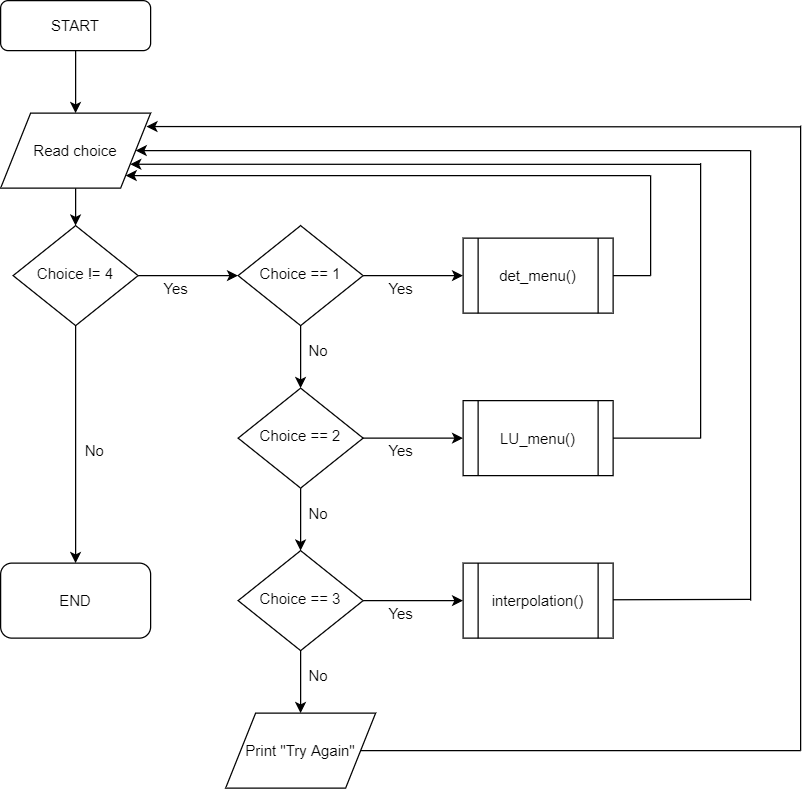 START
Read choice
Choice != 4
Yes
Choice == 1
Yes
det_menu()
No
Choice == 2
Yes
LU_menu()
No
No
Choice == 3
Yes
interpolation()
END
No
Print "Try Again"